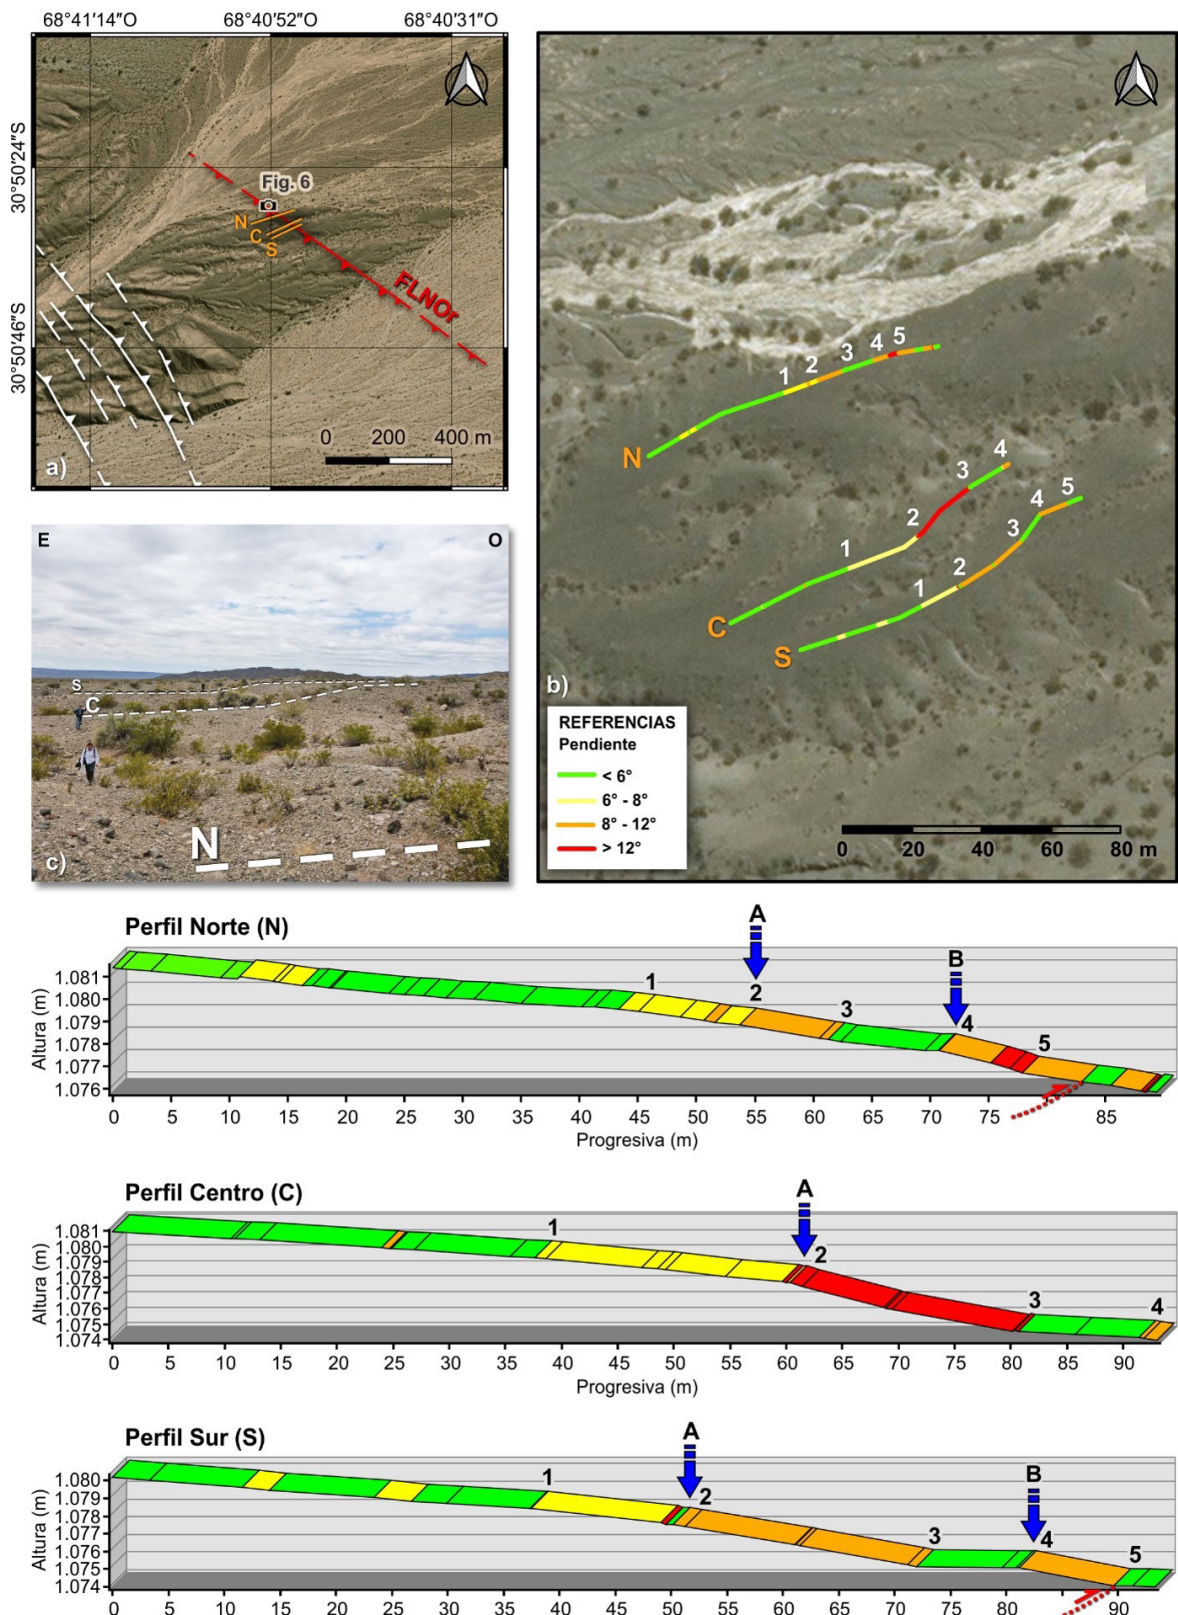 68°41'14"O 68°40'52"O 68°40'31"O
30°50'24"S
30°50'46"S
Fig. 6
N
C
S
FLNOr
0 200 400 m
a)
1 2 3 4 5
N
1 2 3 4
C
1 2 3 4 5
S
b)
REFERENCIAS
Pendiente
< 6°
6° - 8°
8° - 12°
> 12°
0 20 40 60 80 m
E O
S
C
N
c)
Perfil Norte (N)
A
B
1 2 3 4 5
Altura (m)
1.081
1.080
1.079
1.078
1.077
1.076
0 5 10 15 20 25 30 35 40 45 50 55 60 65 70 75 85
Progresiva (m)
Perfil Centro (C)
A
1 2 3 4
Altura (m)
1.081
1.080
1.079
1.078
1.077
1.076
1.075
1.074
0 5 10 15 20 25 30 35 40 45 50 55 60 65 70 75 80 85 90
Progresiva (m)
Perfil Sur (S)
A
B
1 2 3 4 5
Altura (m)
1.080
1.079
1.078
1.077
1.076
1.075
1.074
0 5 10 15 20 25 30 35 40 45 50 55 60 65 70 75 80 85 90